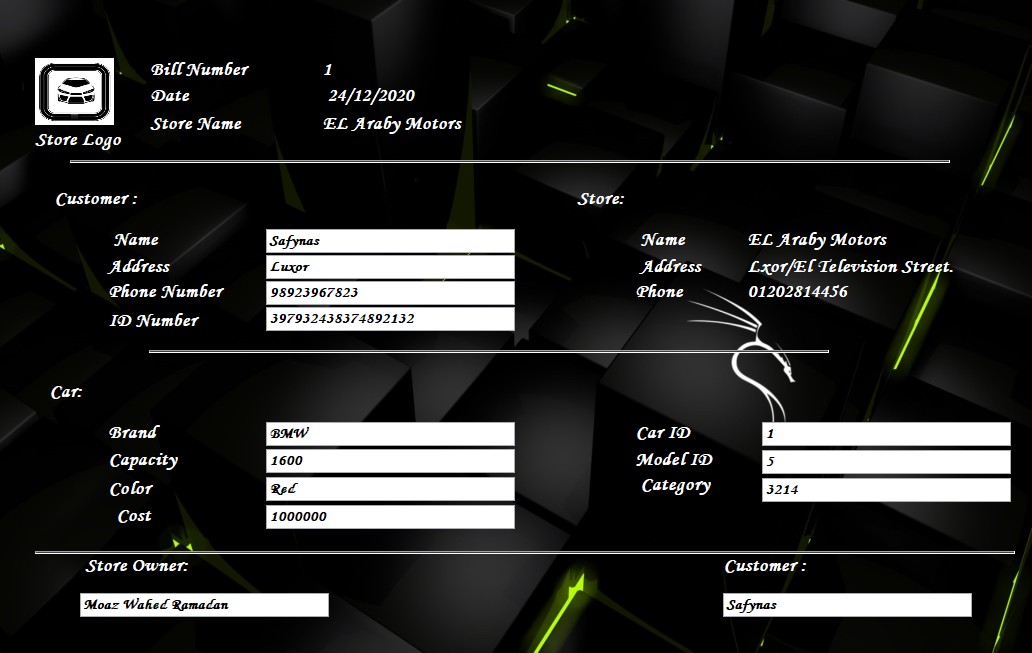 Bill Number 1
Date 24/12/2020
Store Name EL Araby Motors
Store Logo
Customer :
Name Safynas
Address Luxor
Phone Number 98923967823
ID Number 397932438374892132
Store:
Name EL Araby Motors
Address Lxor/El Television Street.
Phone 01202814456
Car:
Brand BMW
Capacity 1600
Color Red
Cost 1000000
Car ID 1
Model ID 5
Category 3214
Store Owner:
Moaz Wahed Ramadan
Customer :
Safynas